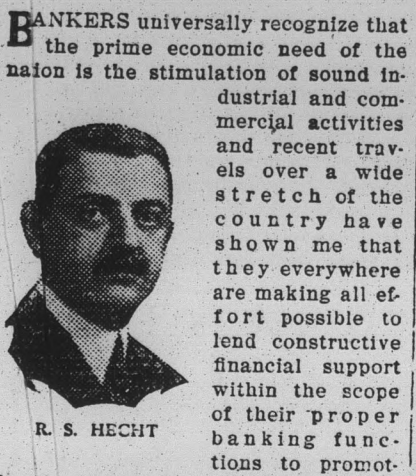 BANKERS universally recognize that
the prime economic need of the
naion is the stimulation of sound in-
dustrial and com-
mercial activities
and recent trav-
els over a wide
stretch of the
country have
shown me that
they everywhere
are making all ef-
fort possible to
lend constructive
financial support
within the scope
of their proper
banking func-
tions to promot-
R. S. HECHT